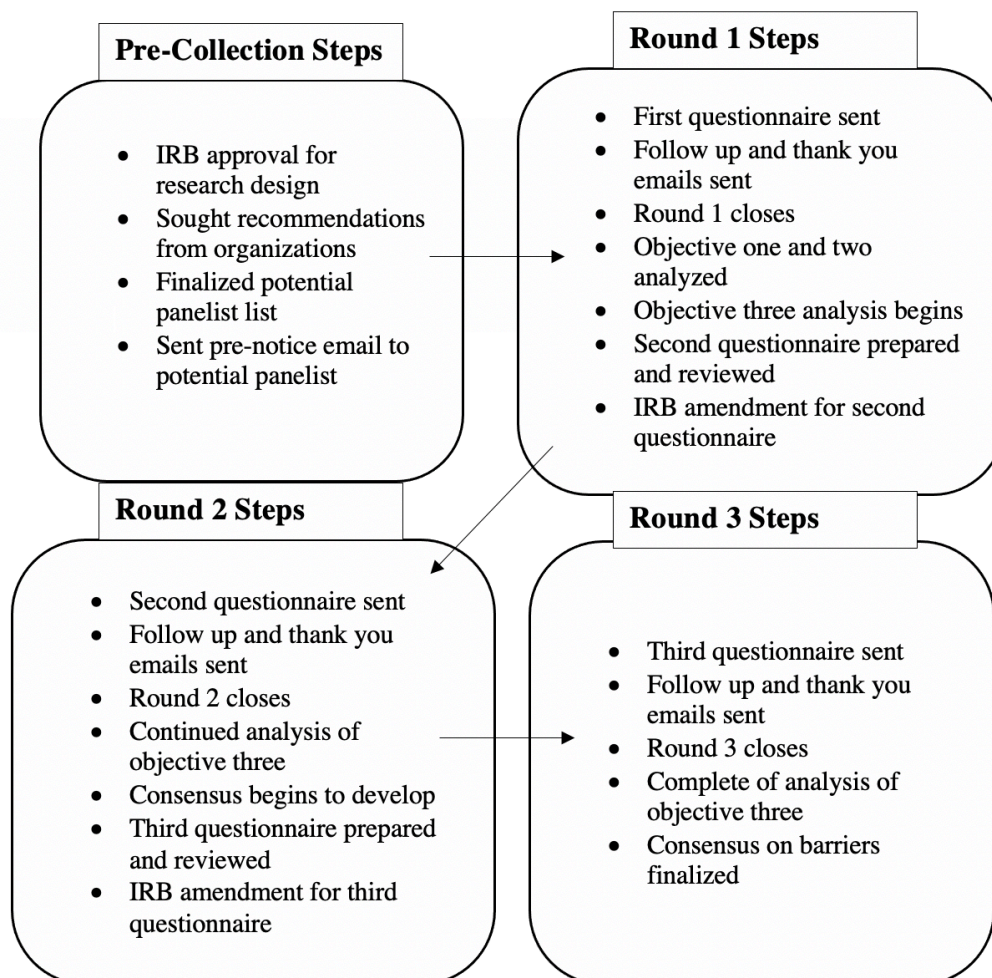 Pre-Collection Steps
• IRB approval for
research design
• Sought recommendations
from organizations
• Finalized potential
panelist list
• Sent pre-notice email to
potential panelist
Round 1 Steps
• First questionnaire sent
• Follow up and thank you
emails sent
• Round 1 closes
• Objective one and two
analyzed
• Objective three analysis begins
• Second questionnaire prepared
and reviewed
• IRB amendment for second
questionnaire
Round 2 Steps
• Second questionnaire sent
• Follow up and thank you
emails sent
• Round 2 closes
• Continued analysis of
objective three
• Consensus begins to develop
• Third questionnaire prepared
and reviewed
• IRB amendment for third
questionnaire
Round 3 Steps
• Third questionnaire sent
• Follow up and thank you
emails sent
• Round 3 closes
• Complete of analysis of
objective three
• Consensus on barriers
finalized